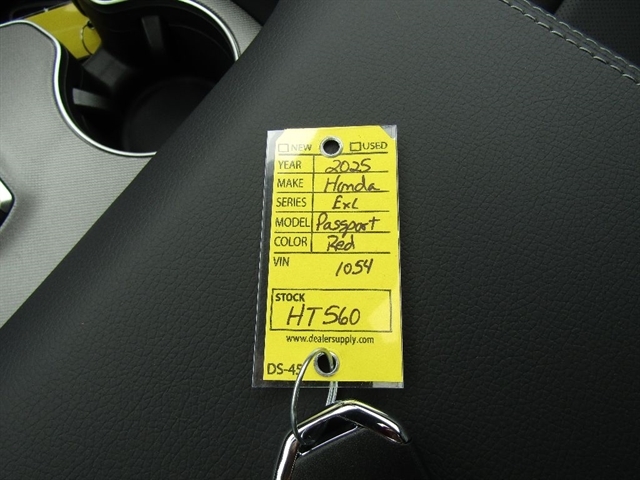 NEW USED
YEAR 2025
MAKE Honda
SERIES ExL
MODEL Passport
COLOR Red
VIN 1054
STOCK
HT560
www.dealersupply.com
DS-45